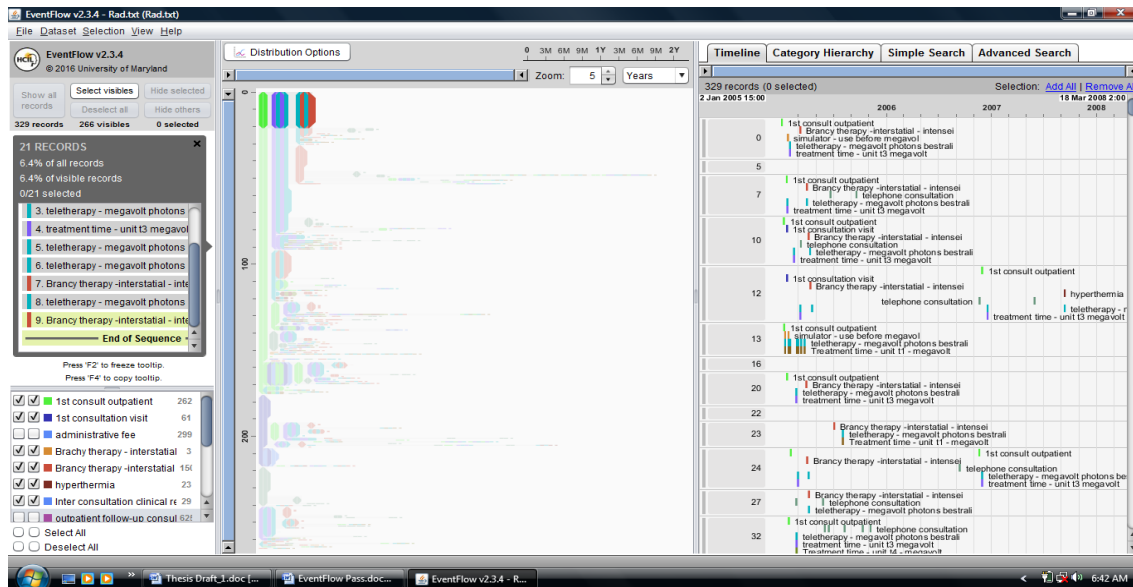 EventFlow v2.3.4 - Rad.txt (Rad.txt)
File Dataset Selection View Help
HCIL
EventFlow v2.3.4
© 2016 University of Maryland
Show all records
Select visibles
Hide selected
Deselect all
Hide others
329 records 266 visibles 0 selected
21 RECORDS
6.4% of all records
6.4% of visible records
0/21 selected
3. teletherapy - megavolt photons
4. treatment time - unit t3 megavol
5. teletherapy - megavolt photons
6. teletherapy - megavolt photons
7. Brancy therapy -interstatial - inte
8. teletherapy - megavolt photons
9. Brancy therapy -interstatial - inte
End of Sequence
Press 'F2' to freeze tooltip.
Press 'F4' to copy tooltip.
1st consult outpatient 262
1st consultation visit 61
administrative fee 299
Brachy therapy - interstatial 3
Brancy therapy -interstatial
hyperthermia 23
Inter consultation clinical re 29
outpatient follow-up consul
Select All
Deselect All
Distribution Options
0 3M 6M 9M 1Y 3M 6M 9M 2Y
Zoom: 5 Years
0
100
200
Timeline Category Hierarchy Simple Search Advanced Search
329 records (0 selected) Selection: Add All | Remove Al
2 Jan 2005 15:00 18 Mar 2008 2:00
2006 2007 2008
0
1st consult outpatient
Brancy therapy -interstatial - intensei
simulator - use before megavol
teletherapy - megavolt photons bestrali
treatment time - unit t3 megavolt
5
7
1st consult outpatient
Brancy therapy -interstatial - intensei
telephone consultation
teletherapy - megavolt photons bestrali
treatment time - unit t3 megavolt
10
1st consult outpatient
1st consultation visit
Brancy therapy -interstatial - intensei
telephone consultation
teletherapy - megavolt photons bestrali
treatment time - unit t3 megavolt
12
1st consult outpatient
1st consultation visit
Brancy therapy -interstatial - intensei
hyperthermia
telephone consultation
teletherapy - r
treatment time - unit t3 megavolt
13
1st consult outpatient
simulator - use before megavol
teletherapy - megavolt photons bestrali
Treatment time - unit t1 - megavolt
16
20
1st consult outpatient
Brancy therapy -interstatial - intensei
teletherapy - megavolt photons bestrali
treatment time - unit t3 megavolt
22
23
Brancy therapy -interstatial - intensei
teletherapy - megavolt photons bestrali
Treatment time - unit t1 - megavolt
24
1st consult outpatient
Brancy therapy -interstatial - intensei
telephone consultation
teletherapy - megavolt photons be
treatment time - unit t3 megavolt
27
Brancy therapy -interstatial - intensei
telephone consultation
teletherapy - megavolt photons bestrali
32
1st consult outpatient
telephone consultation
teletherapy - megavolt photons bestrali
treatment time - unit t3 megavolt
Treatment time - unit t4 - megavolt
Thesis Draft_1.doc [...
EventFlow Pass.doc...
EventFlow v2.3.4 - R...
6:42 AM